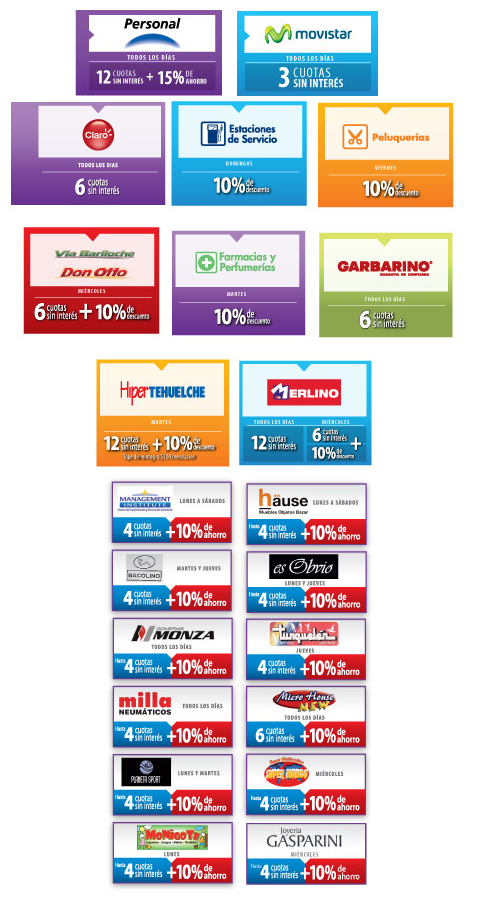 Personal
TODOS LOS DÍAS
12 CUOTAS SIN INTERÉS + 15% DE AHORRO
movistar
TODOS LOS DÍAS
3 CUOTAS SIN INTERÉS
Claro
TODOS LOS DÍAS
6 cuotas sin interés
Estaciones de Servicio
DOMINGOS
10% de descuento
Peluquerías
VIERNES
10% de descuento
Via Bariloche
Don Otto
MIÉRCOLES
6 cuotas sin interés + 10% de descuento
Farmacias y Perfumerías
MARTES
10% de descuento
GARBARINO
GARANTIA DE CONFIANZA
TODOS LOS DÍAS
6 cuotas sin interés
HiperTEHUELCHE
MARTES
12 cuotas sin interés + 10% de descuento
Tope de reintegro $100 mensuales
MERLINO
TODOS LOS DÍAS
12 cuotas sin interés
MIÉRCOLES
6 cuotas sin interés +
10% de descuento
MANAGEMENT INSTITUTE
LUNES A SÁBADOS
4 cuotas sin interés +10% de ahorro
hause
Muebles Objetos Bazar
LUNES A SÁBADOS
Hasta 4 cuotas sin interés +10% de ahorro
BACOLINO
MARTES Y JUEVES
4 cuotas sin interés +10% de ahorro
es Obvio
LUNES Y JUEVES
4 cuotas sin interés +10% de ahorro
MONZA
TODOS LOS DÍAS
Hasta 4 cuotas sin interés +10% de ahorro
Tunquelén
JUEVES
4 cuotas sin interés +10% de ahorro
milla NEUMÁTICOS
TODOS LOS DÍAS
Hasta 4 cuotas sin interés +10% de ahorro
Micro House NEW
TODOS LOS DÍAS
6 cuotas sin interés +10% de ahorro
PLANETA SPORT
LUNES Y MARTES
Hasta 4 cuotas sin interés +10% de ahorro
SUPER MUNDO
MIÉRCOLES
Hasta 4 cuotas sin interés +10% de ahorro
MoNigoTe
LUNES
Hasta 4 cuotas sin interés +10% de ahorro
Joyería
GASPARINI
MIÉRCOLES
Hasta 4 cuotas sin interés +10% de ahorro